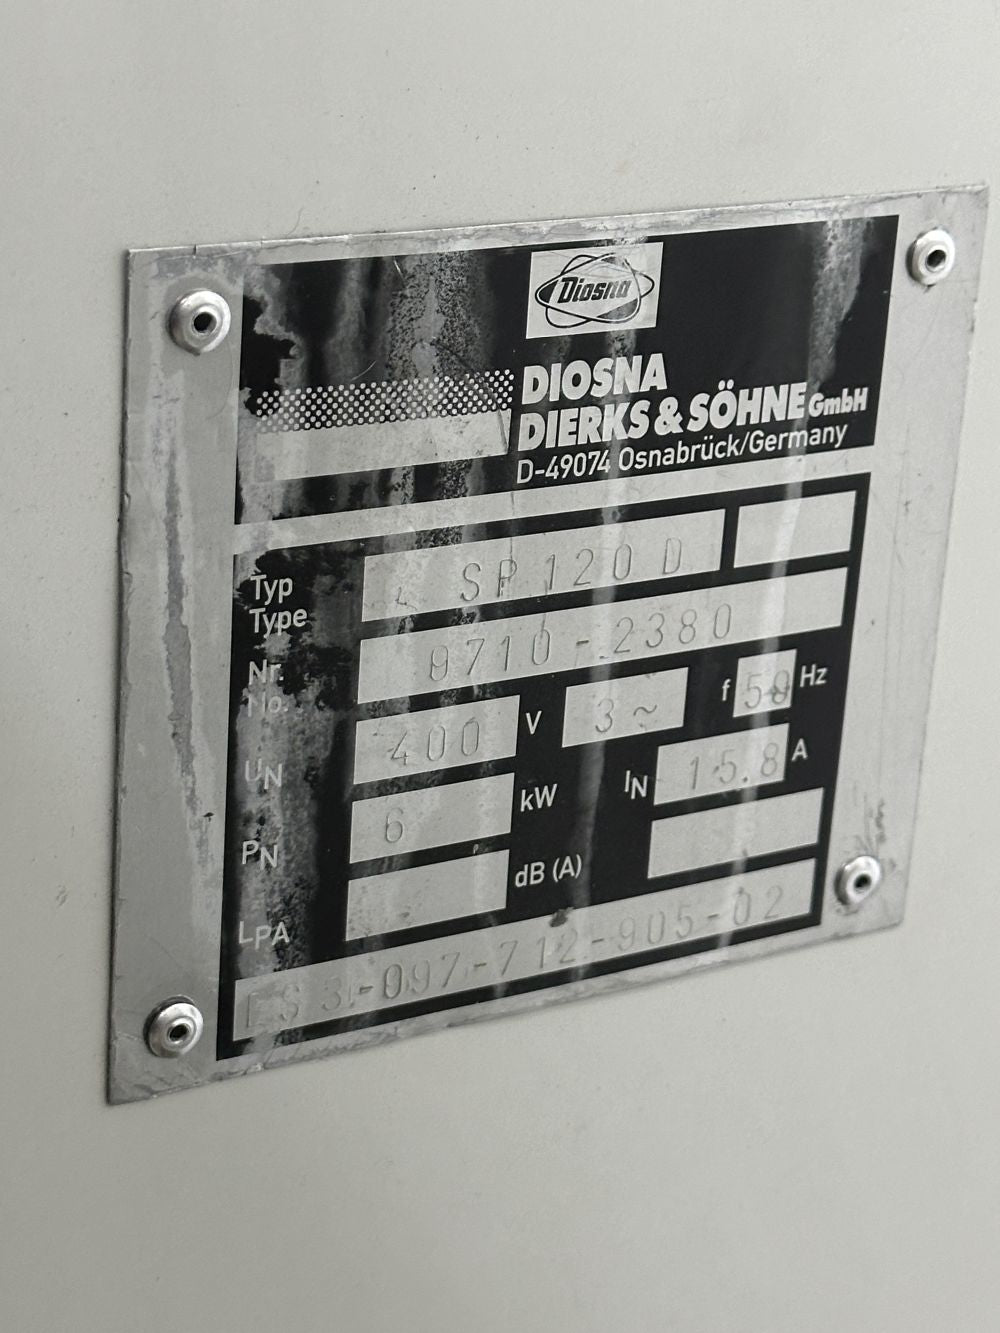 Diosna
DIOSNA
DIERKS & SÖHNE GmbH
D-49074 Osnabrück/Germany
Typ
Type SP 120 D
Nr.
No. 9710-2380
UN 400 V 3~ f 50 Hz
PN 6 kW IN 15.8 A
LPA dB (A)
ES 3-097-712-905-02